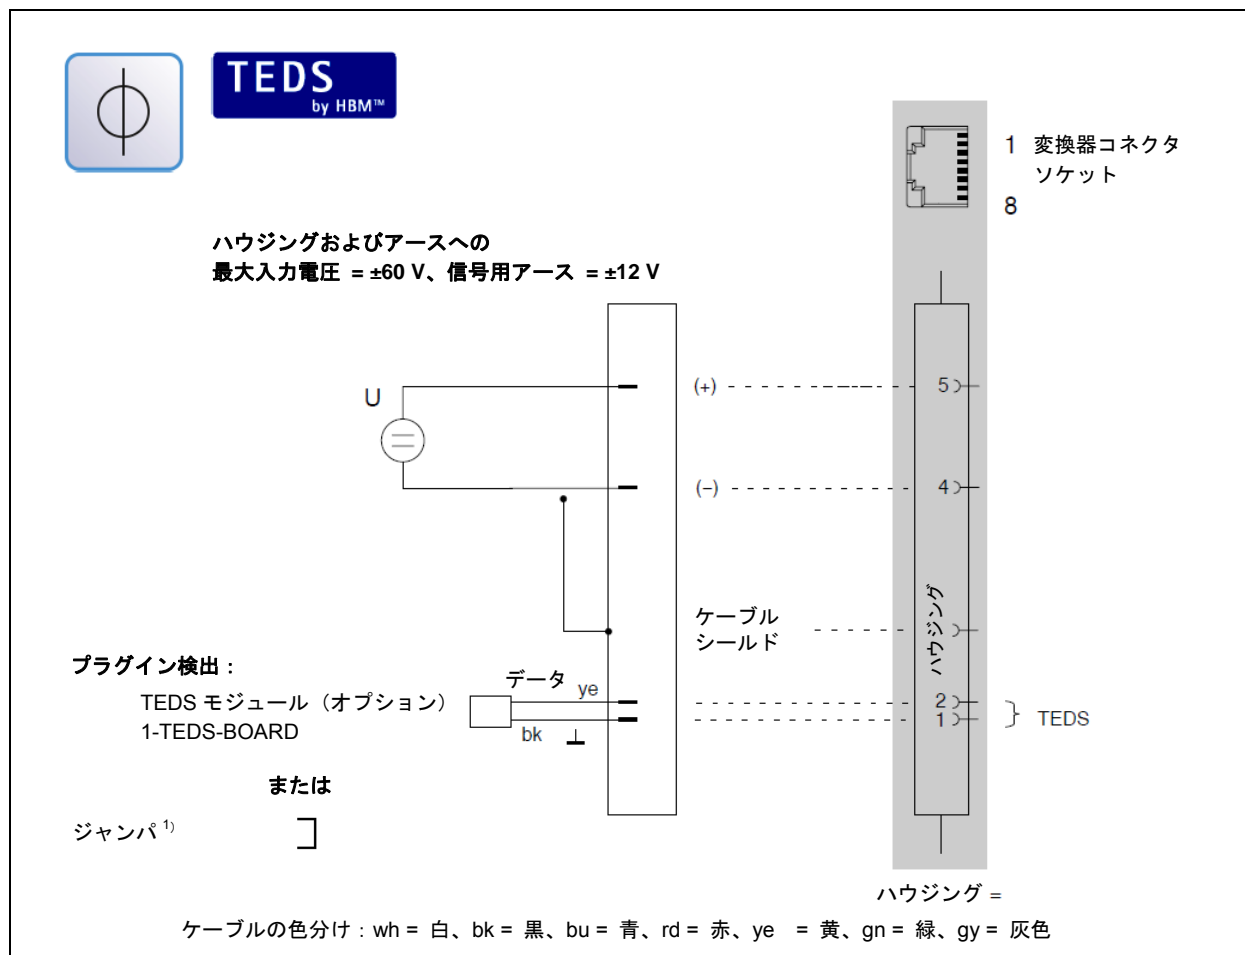 TEDS
by HBM™
1 変換器コネクタ
ソケット
8
ハウジングおよびアースへの
最大入力電圧 = ±60 V、信号用アース = ±12 V
U
(+)
5
(−)
4
ケーブル
シールド
ハウジング
プラグイン検出：
データ
ye
TEDS モジュール（オプション）
1-TEDS-BOARD
bk
2
1
TEDS
または
ジャンパ 1)
ハウジング =
ケーブルの色分け：wh = 白、bk = 黒、bu = 青、rd = 赤、ye = 黄、gn = 緑、gy = 灰色